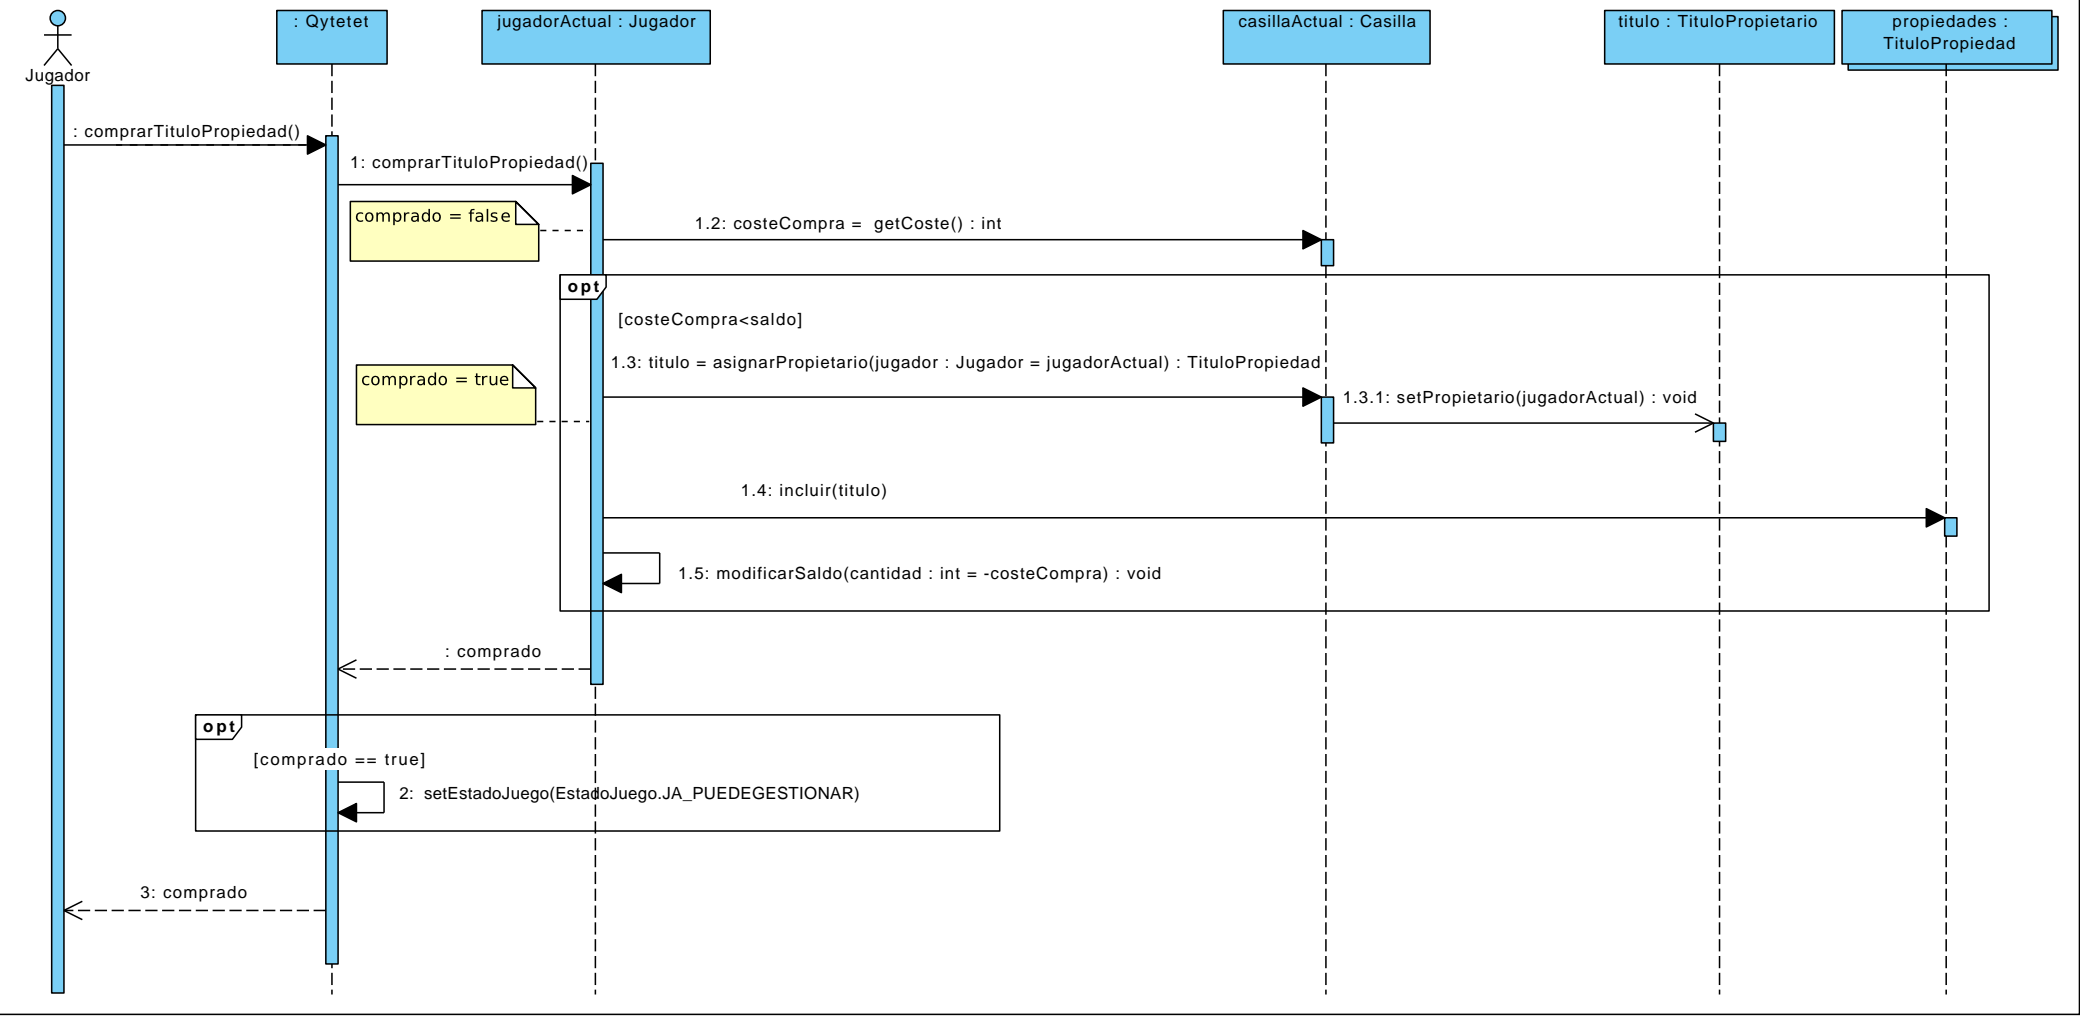 : Qytetet
jugadorActual : Jugador
casillaActual : Casilla
titulo : TituloPropietario
propiedades :
TituloPropiedad
Jugador
: comprarTituloPropiedad()
1: comprarTituloPropiedad()
comprado = false
1.2: costeCompra =  getCoste() : int
opt
[costeCompra<saldo]
1.3: titulo = asignarPropietario(jugador : Jugador = jugadorActual) : TituloPropiedad
comprado = true
1.3.1: setPropietario(jugadorActual) : void
1.4: incluir(titulo)
1.5: modificarSaldo(cantidad : int = -costeCompra) : void
: comprado
opt
[comprado == true]
2:  setEstadoJuego(EstadoJuego.JA_PUEDEGESTIONAR)
3: comprado